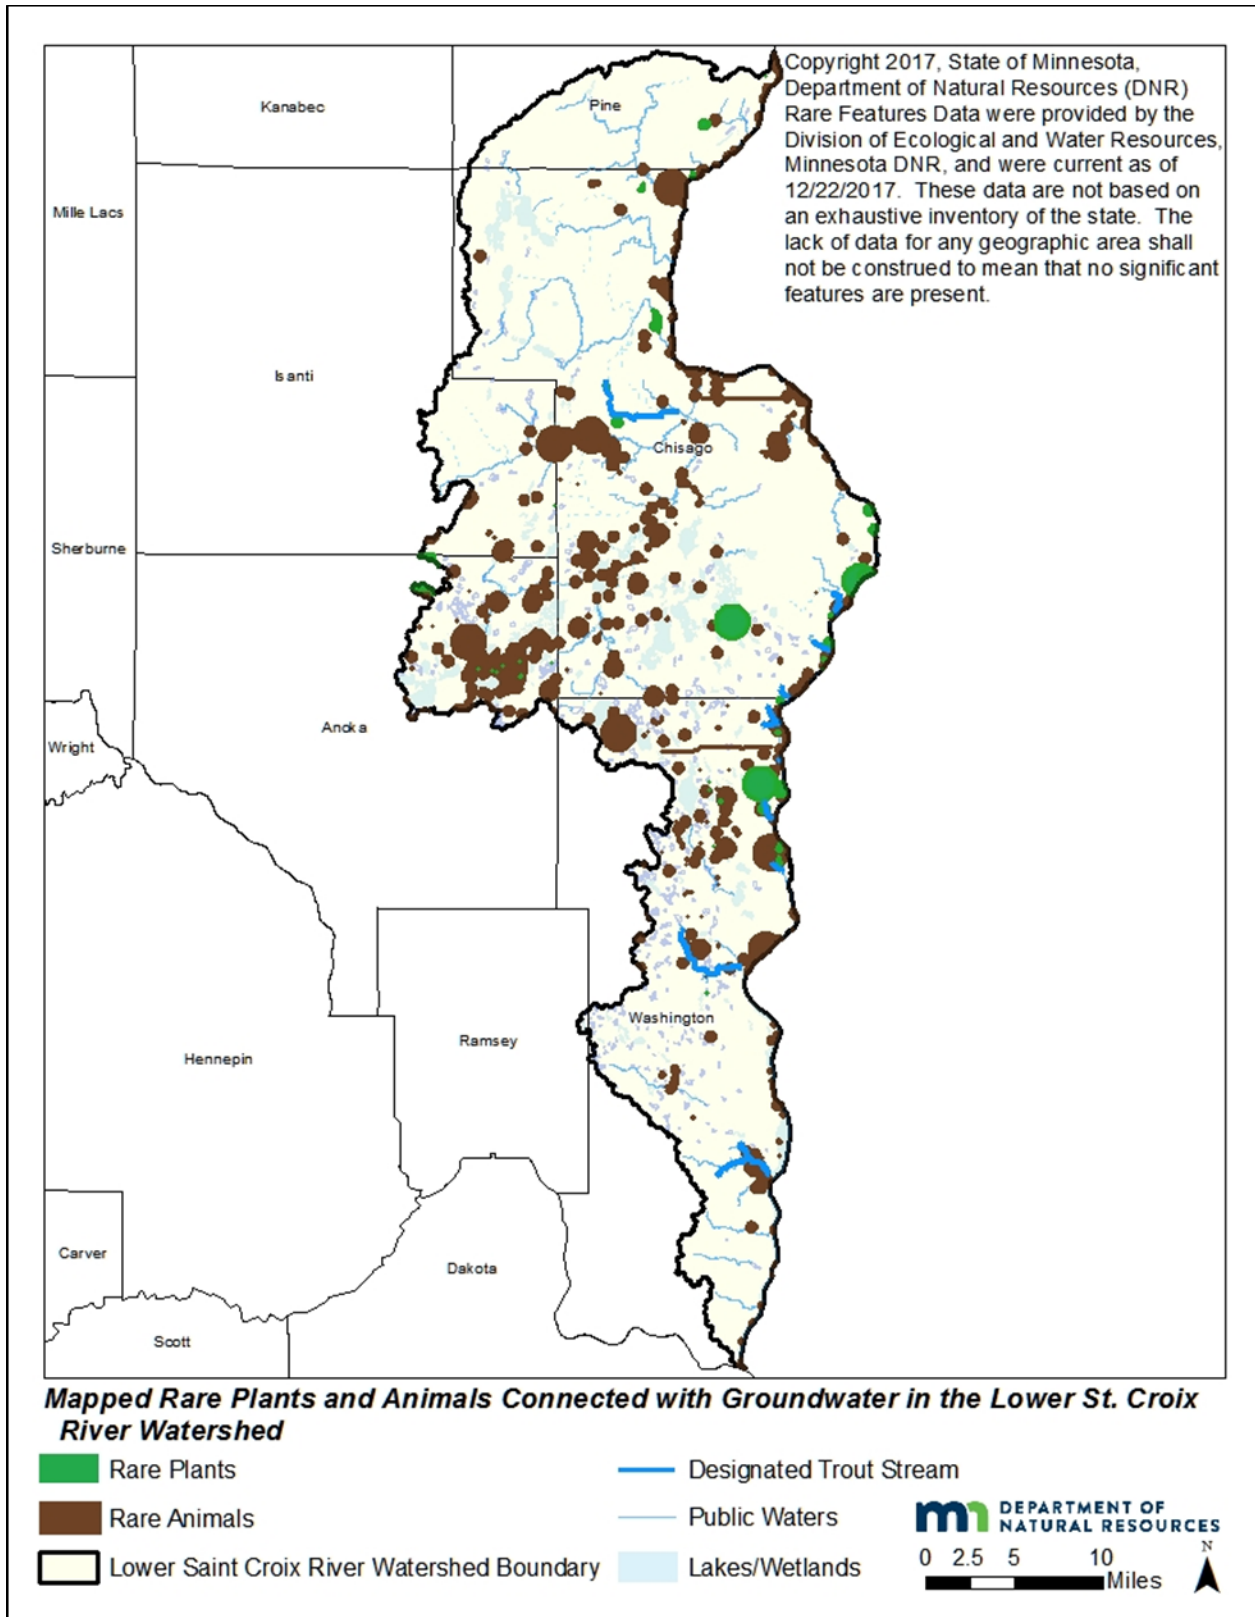 Copyright 2017, State of Minnesota,
Department of Natural Resources (DNR)
Rare Features Data were provided by the
Division of Ecological and Water Resources,
Minnesota DNR, and were current as of
12/22/2017. These data are not based on
an exhaustive inventory of the state. The
lack of data for any geographic area shall
not be construed to mean that no significant
features are present.
Kanabec
Pine
Mille Lacs
Isanti
Chisago
Sherburne
Anoka
Wright
Washington
Ramsey
Hennepin
Carver
Dakota
Scott
Mapped Rare Plants and Animals Connected with Groundwater in the Lower St. Croix
River Watershed
Rare Plants
Rare Animals
Lower Saint Croix River Watershed Boundary
Designated Trout Stream
Public Waters
Lakes/Wetlands
DEPARTMENT OF
NATURAL RESOURCES
0 2.5 5 10
Miles
N